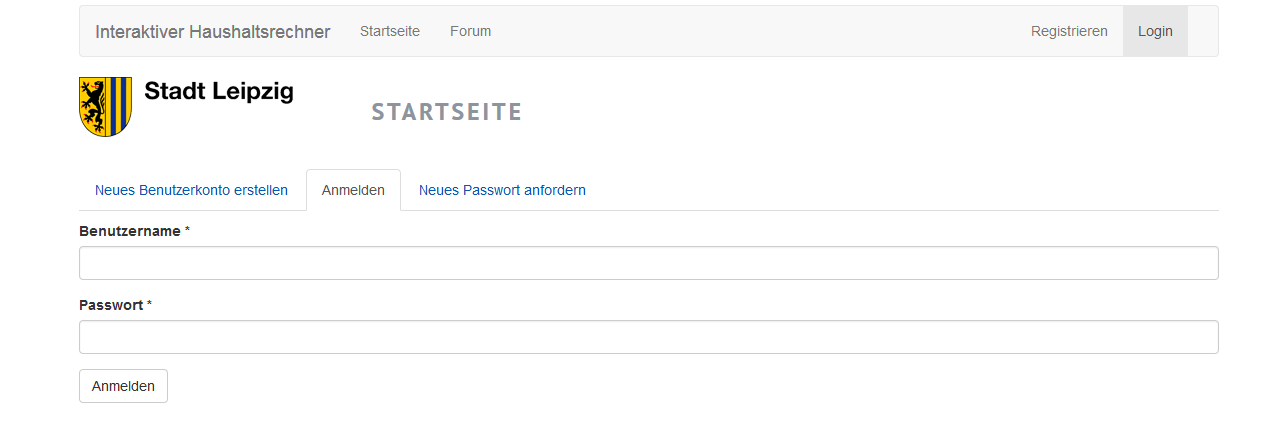 Interaktiver Haushaltsrechner Startseite Forum Registrieren Login
Stadt Leipzig
STARTSEITE
Neues Benutzerkonto erstellen Anmelden Neues Passwort anfordern
Benutzername *
Passwort *
Anmelden